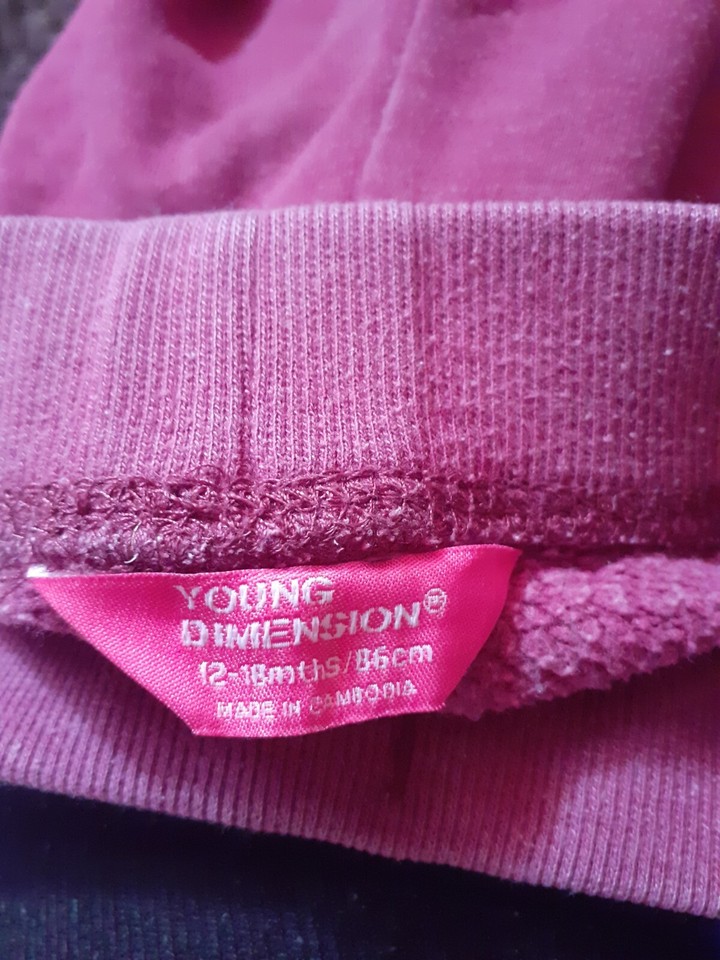 YOUNG
DIMENSION®
12-18mths/86cm
MADE IN CAMBODIA